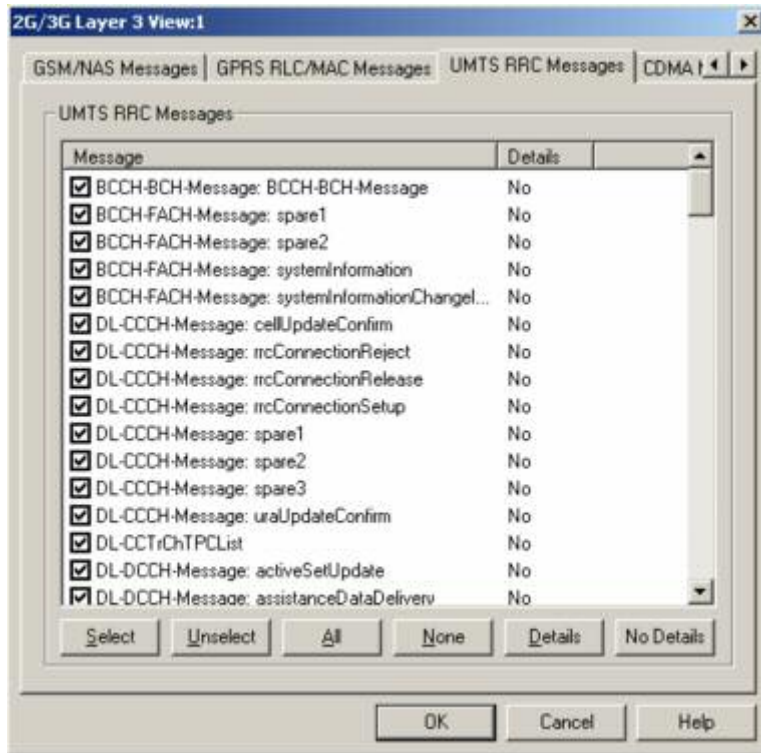 2G/3G Layer 3 View:1
GSM/NAS Messages GPRS RLC/MAC Messages UMTS RRC Messages CDMA
UMTS RRC Messages
Message Details
BCCH-BCH-Message: BCCH-BCH-Message No
BCCH-FACH-Message: spare1 No
BCCH-FACH-Message: spare2 No
BCCH-FACH-Message: systemInformation No
BCCH-FACH-Message: systemInformationChangeI... No
DL-CCCH-Message: cellUpdateConfirm No
DL-CCCH-Message: rrcConnectionReject No
DL-CCCH-Message: rrcConnectionRelease No
DL-CCCH-Message: rrcConnectionSetup No
DL-CCCH-Message: spare1 No
DL-CCCH-Message: spare2 No
DL-CCCH-Message: spare3 No
DL-CCCH-Message: uraUpdateConfirm No
DL-CCTrChTPCList No
DL-DCCH-Message: activeSetUpdate No
DL-DCCH-Message: assistanceDataDelivery No
Select Unselect All None Details No Details
OK Cancel Help